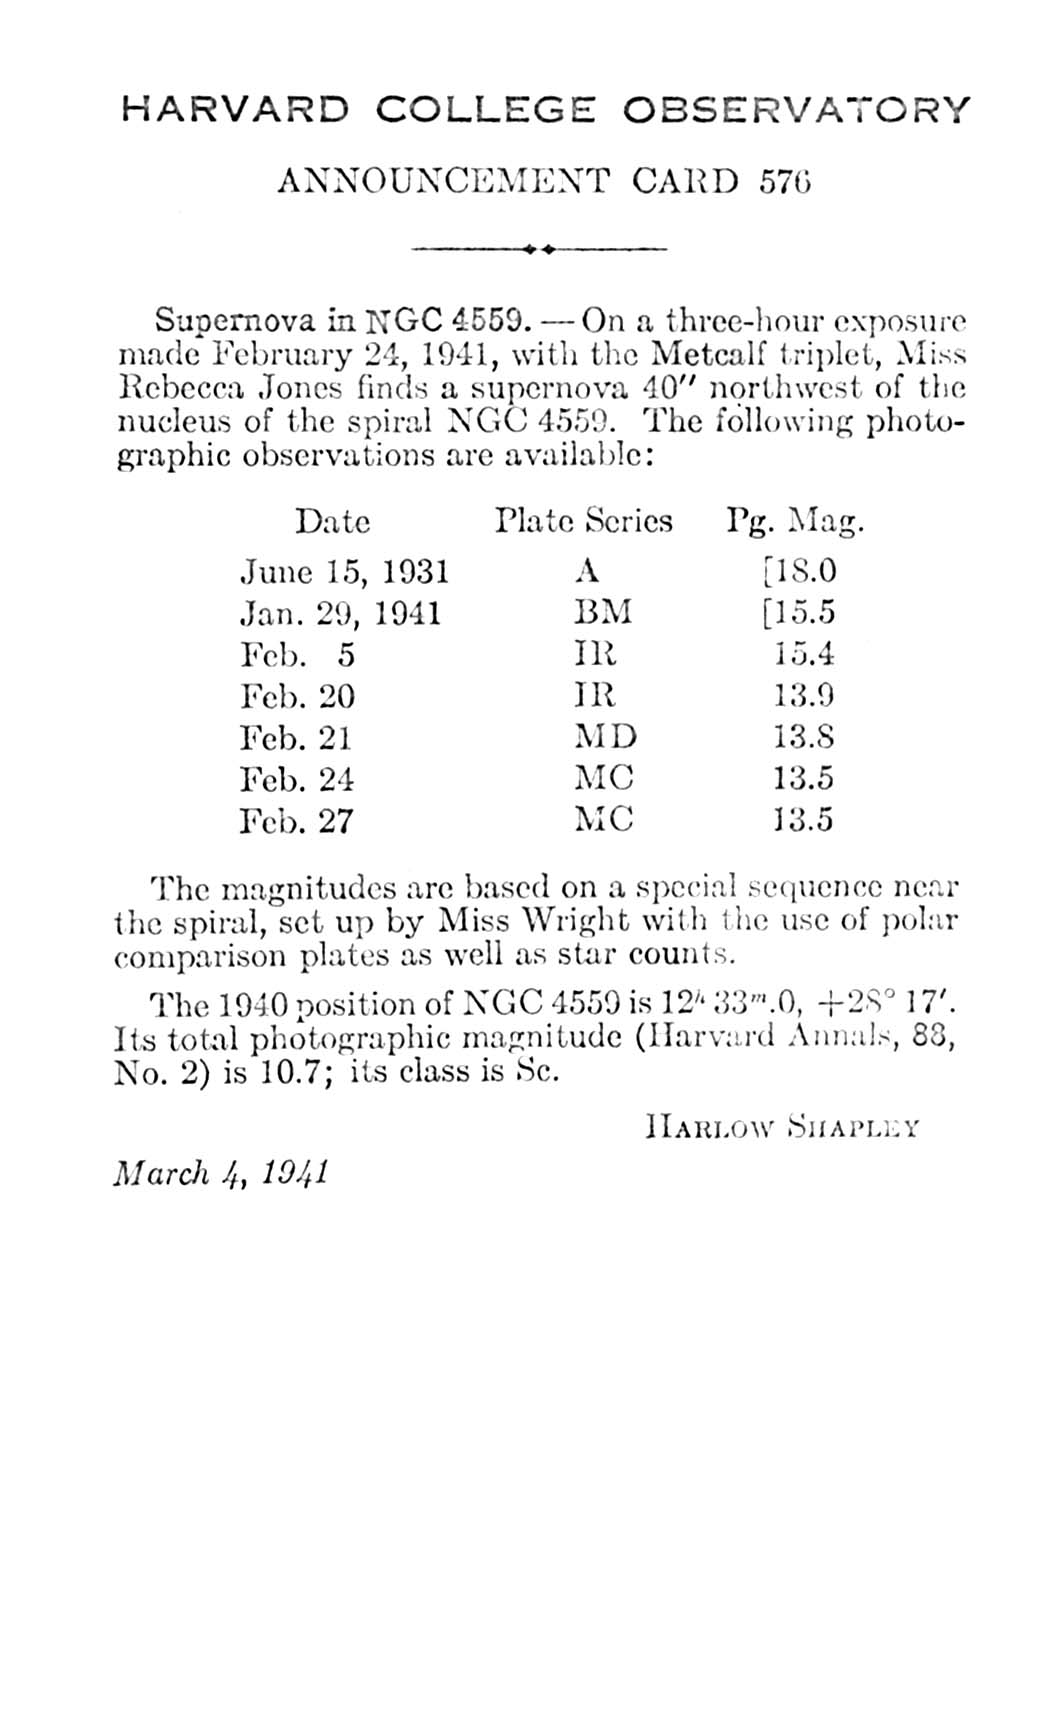 HARVARD COLLEGE OBSERVATORY
ANNOUNCEMENT CARD 576
Supernova in NGC 4559. — On a three-hour exposure
made February 24, 1941, with the Metcalf triplet, Miss
Rebecca Jones finds a supernova 40″ northwest of the
nucleus of the spiral NGC 4559. The following photo-
graphic observations are available:
Date Plate Series Pg. Mag.
June 15, 1931 A [18.0
Jan. 29, 1941 BM [15.5
Feb. 5 IR 15.4
Feb. 20 IR 13.9
Feb. 21 MD 13.8
Feb. 24 MC 13.5
Feb. 27 MC 13.5
The magnitudes are based on a special sequence near
the spiral, set up by Miss Wright with the use of polar
comparison plates as well as star counts.
The 1940 position of NGC 4559 is 12ʰ 33ᵐ.0, +28° 17′.
Its total photographic magnitude (Harvard Annals, 88,
No. 2) is 10.7; its class is Sc.
HARLOW SHAPLEY
March 4, 1941